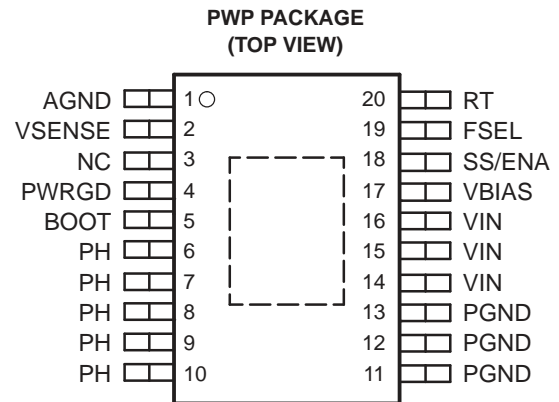 PWP PACKAGE
(TOP VIEW)
AGND 1 20 RT
VSENSE 2 19 FSEL
NC 3 18 SS/ENA
PWRGD 4 17 VBIAS
BOOT 5 16 VIN
PH 6 15 VIN
PH 7 14 VIN
PH 8 13 PGND
PH 9 12 PGND
PH 10 11 PGND